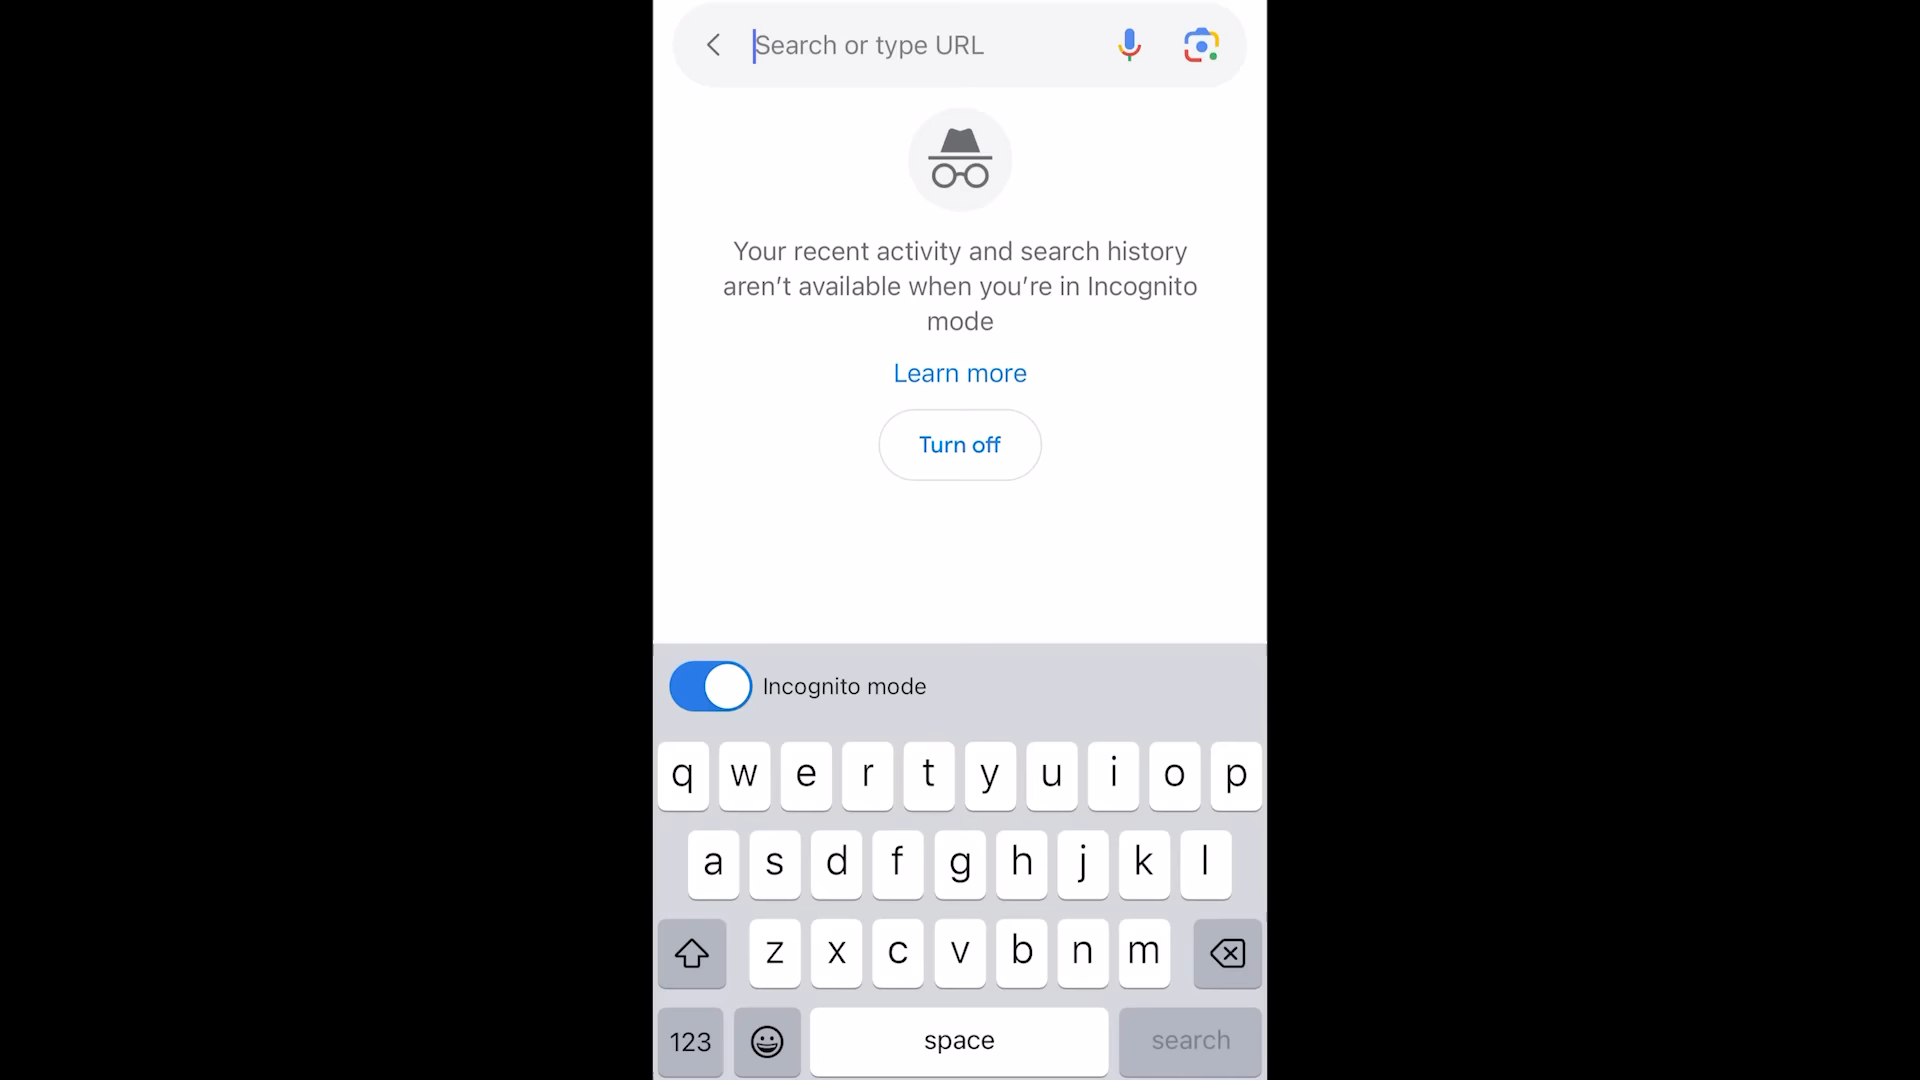 Search or type URL
Your recent activity and search history
aren’t available when you’re in Incognito
mode
Learn more
Turn off
Incognito mode
q w e r t y u i o p
a s d f g h j k l
z x c v b n m
123 space search